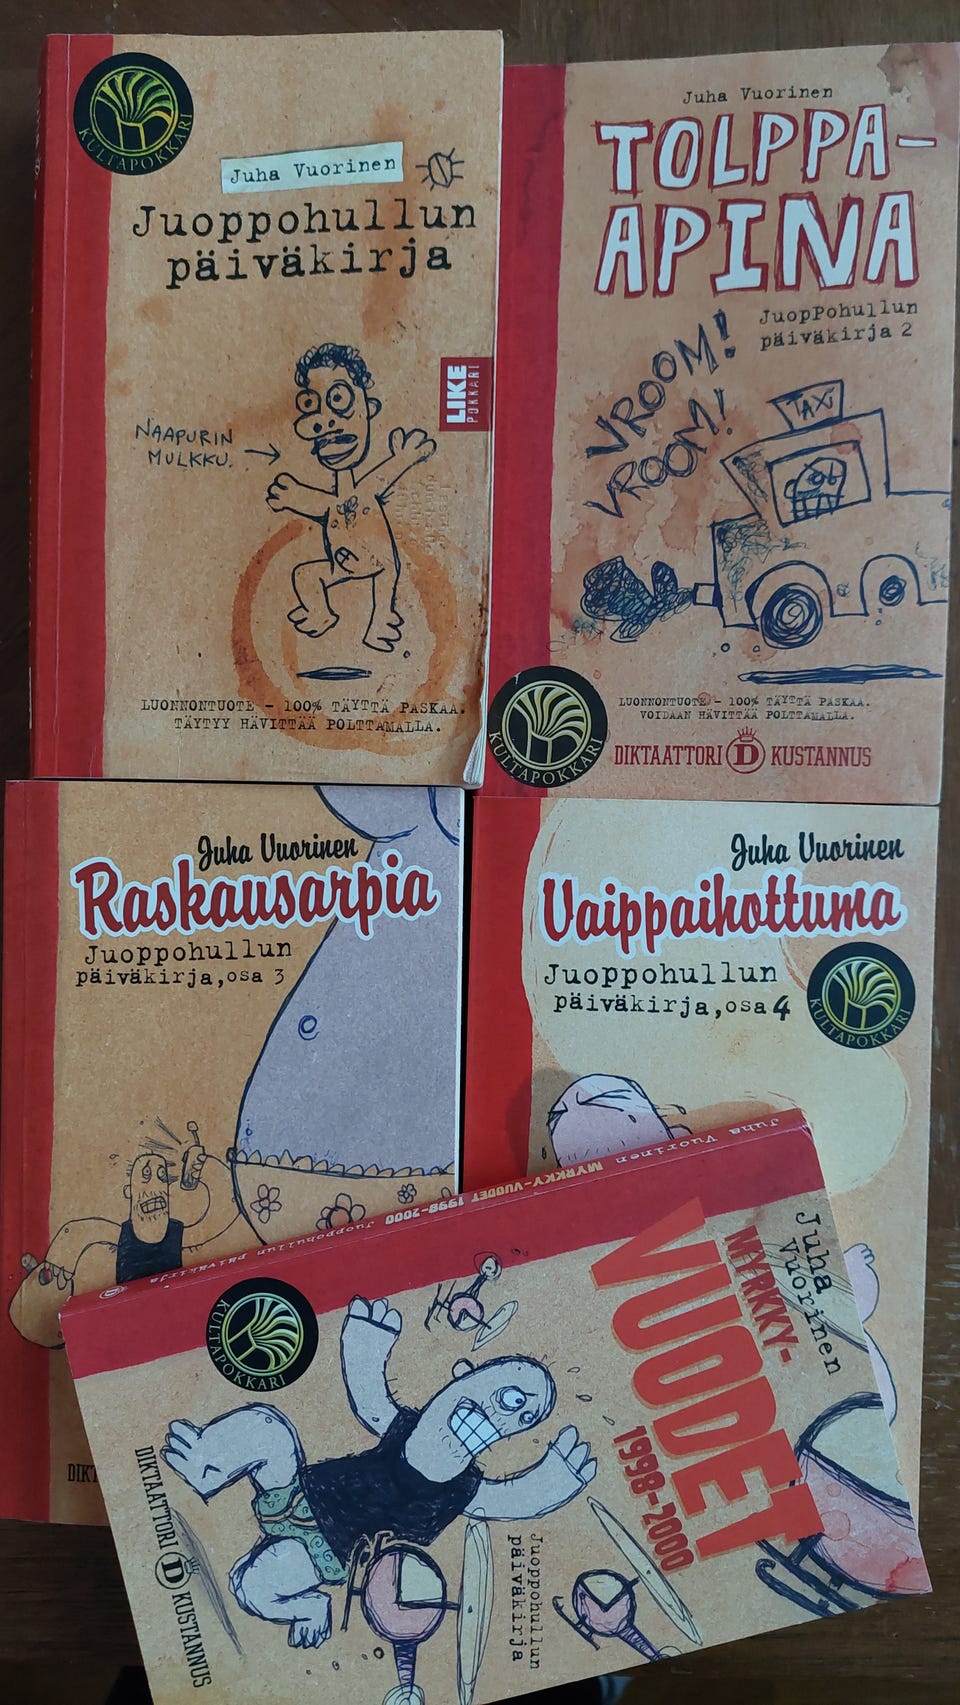 KULTAPOKKARI
Juha Vuorinen
Juoppohullun
päiväkirja
LIKE
POKKARI
NAAPURIN
MULKKU.
LUONNONTUOTE - 100% TÄYTTÄ PASKAA.
TÄYTYY HÄVITTÄÄ POLTTAMALLA.
Juha Vuorinen
TOLPPA-
APINA
JuopPohullun
päiväkirja 2
VROOM!
VROOM!
TAXI
LUONNONTUOTE - 100% TÄYTTÄ PASKAA.
VOIDAAN HÄVITTÄÄ POLTTAMALLA.
KULTAPOKKARI
DIKTAATTORI D KUSTANNUS
Juha Vuorinen
Raskausarpia
Juoppohullun
päiväkirja, osa 3
DIKT
Juha Vuorinen
Vaippaihottuma
Juoppohullun
päiväkirja, osa 4
KULTAPOKKARI
Juha Vuorinen MYRKKY-VUODET 1998-2000 Juoppohullun päiväkirja D
Juha
Vuorinen
MYRKKY-
VUODET
1998-2000
Juoppohullun
päiväkirja
KULTAPOKKARI
DIKTAATTORI D KUSTANNUS